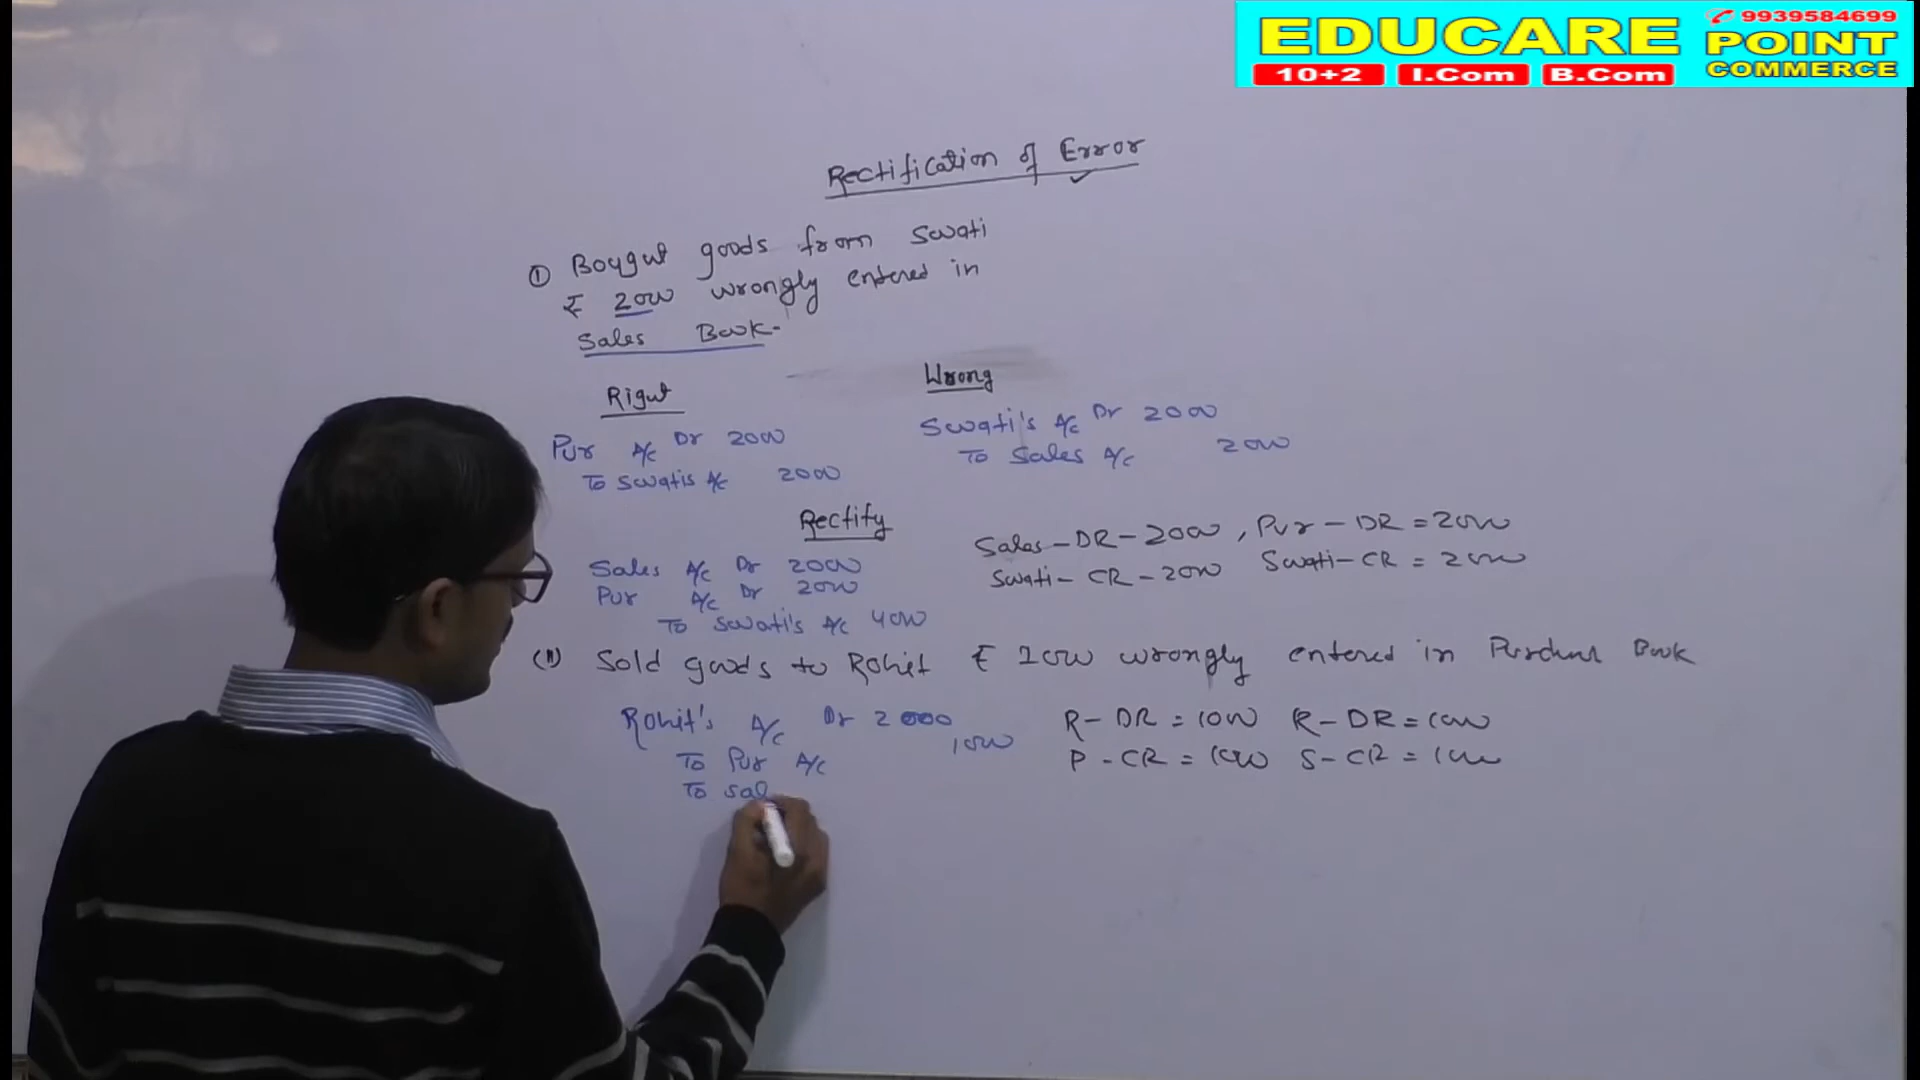 9939584699
EDUCARE POINT
10+2 I.Com B.Com COMMERCE
Rectification of Error
① Bougut goods from Swati
₹ 2000 wrongly entered in
Sales Book-
Rigut
Wrong
Pur A/c Dr 2000
To Swatis A/c 2000
Swati's A/c Dr 2000
To Sales A/c 2000
Rectify
Sales A/c Dr 2000
Pur A/c Dr 2000
To Swati's A/c 4000
Sales-DR-2000, Pur-DR=2000
Swati-CR-2000 Swati-CR=2000
(11) Sold goods to Rohit ₹ 1000 wrongly entered in Purchase Book
Rohit's A/c Dr 2000
To Pur A/c 1000
To sal
R-DR=1000 R-DR=1000
P-CR=1000 S-CR=1000